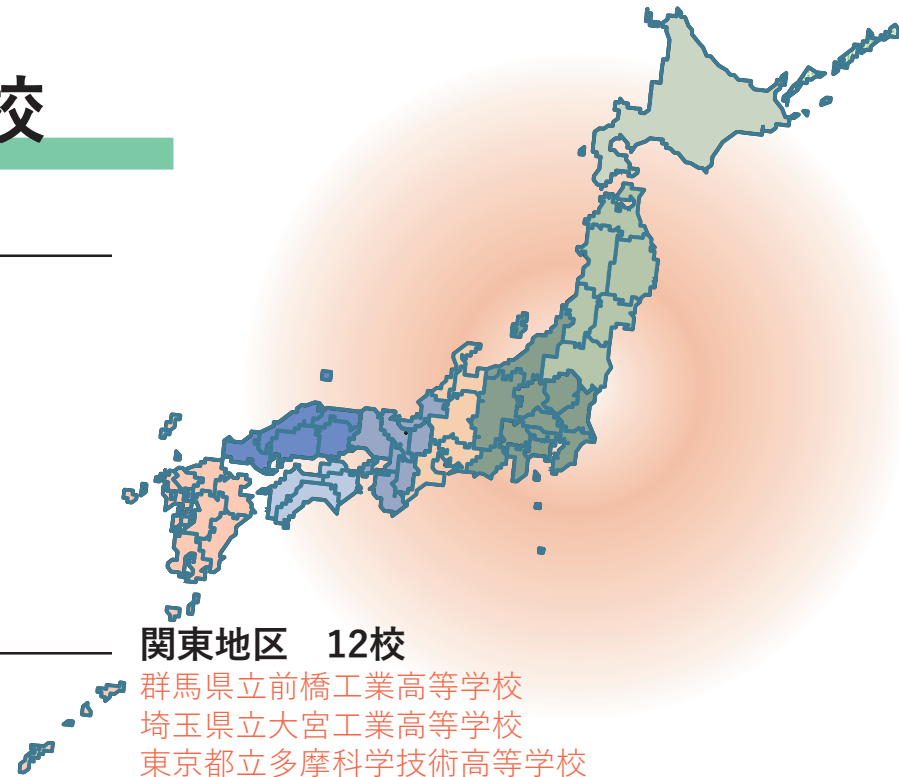 校
関東地区　12校
群馬県立前橋工業高等学校
埼玉県立大宮工業高等学校
東京都立多摩科学技術高等学校